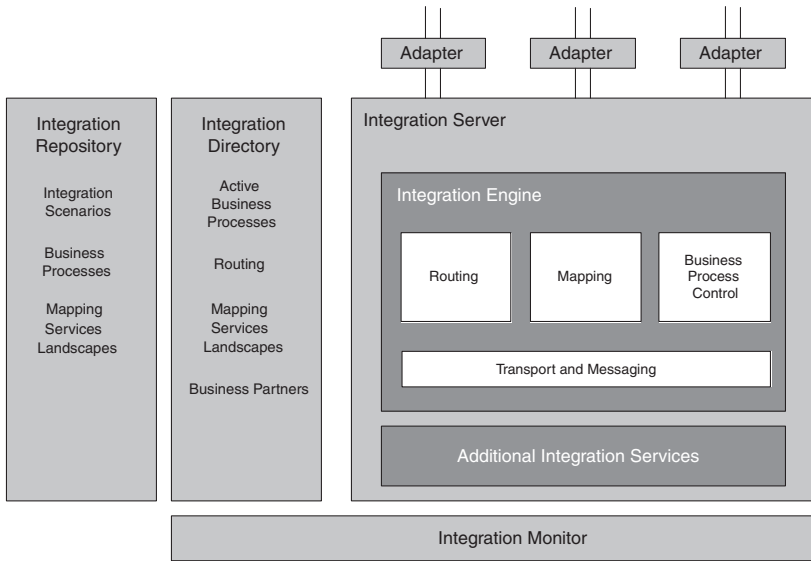 Adapter
Adapter
Adapter
Integration
Repository
Integration
Scenarios
Business
Processes
Mapping
Services
Landscapes
Integration
Directory
Active
Business
Processes
Routing
Mapping
Services
Landscapes
Business Partners
Integration Server
Integration Engine
Routing
Mapping
Business
Process
Control
Transport and Messaging
Additional Integration Services
Integration Monitor